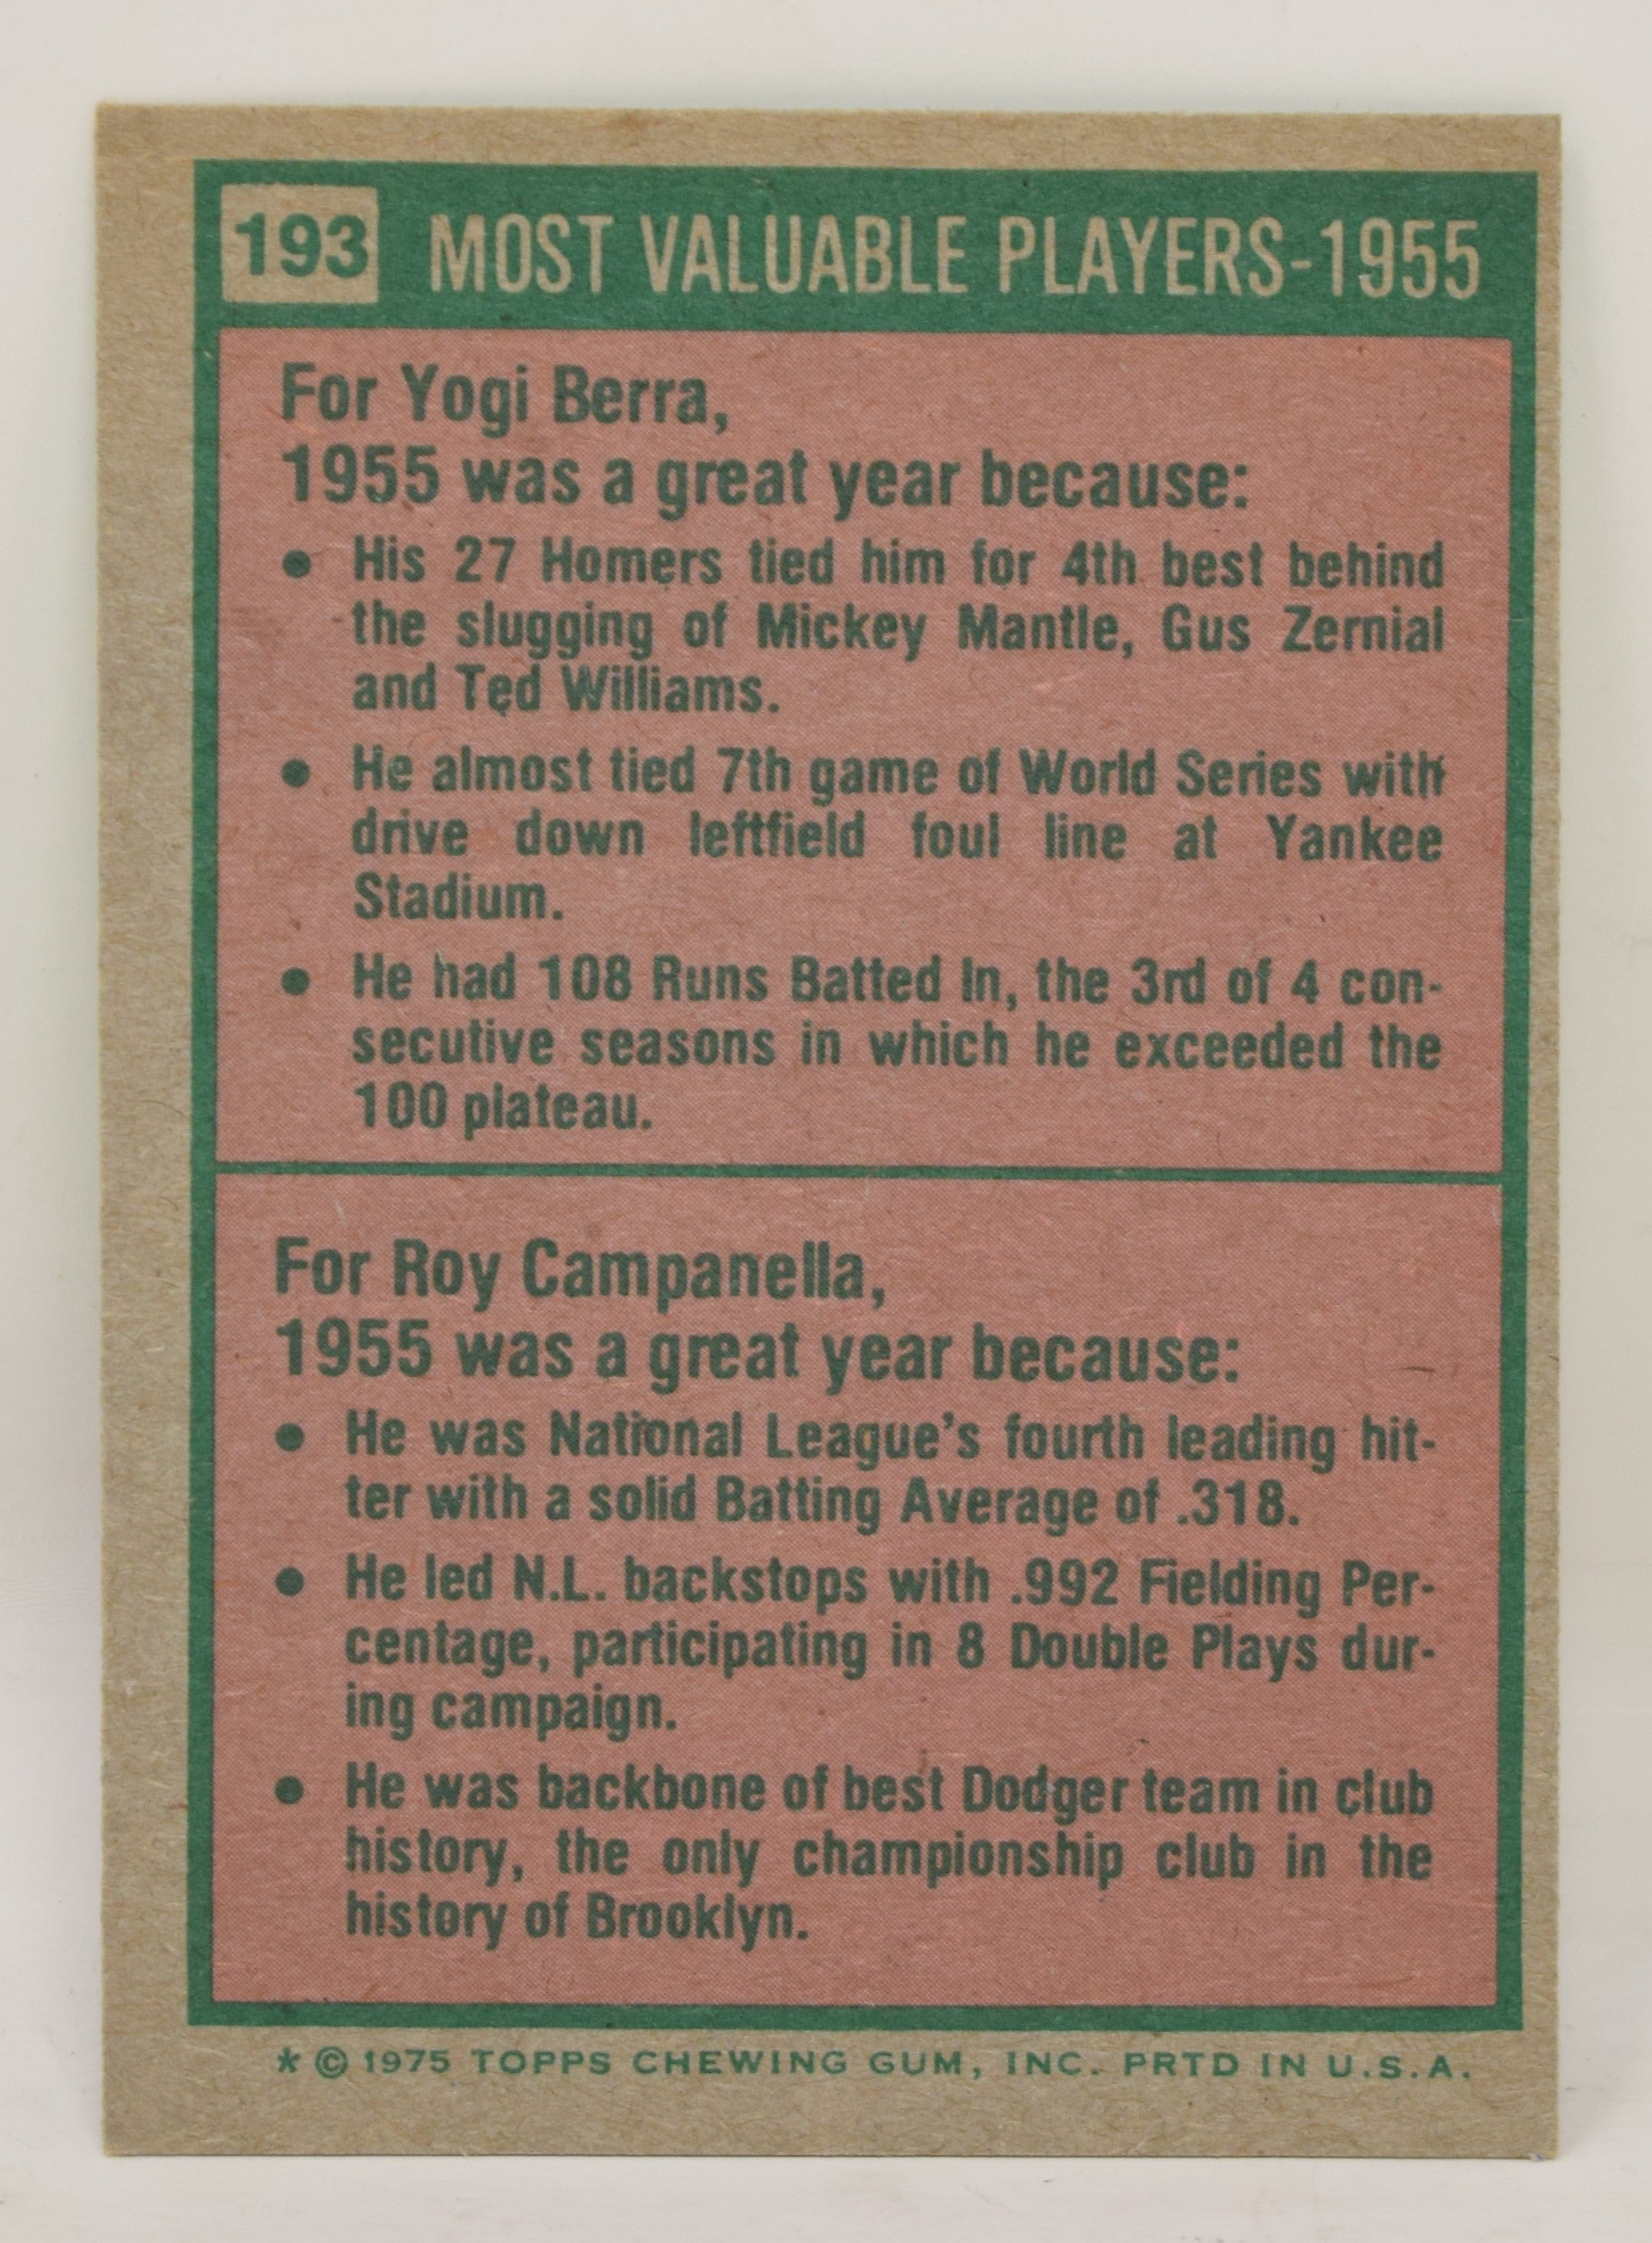 193 MOST VALUABLE PLAYERS-1955
For Yogi Berra,
1955 was a great year because:
• His 27 Homers tied him for 4th best behind
the slugging of Mickey Mantle, Gus Zernial
and Ted Williams.
• He almost tied 7th game of World Series with
drive down leftfield foul line at Yankee
Stadium.
• He had 108 Runs Batted In, the 3rd of 4 con-
secutive seasons in which he exceeded the
100 plateau.
For Roy Campanella,
1955 was a great year because:
• He was National League's fourth leading hit-
ter with a solid Batting Average of .318.
• He led N.L. backstops with .992 Fielding Per-
centage, participating in 8 Double Plays dur-
ing campaign.
• He was backbone of best Dodger team in club
history, the only championship club in the
history of Brooklyn.
* © 1975 TOPPS CHEWING GUM, INC. PRTD IN U.S.A.